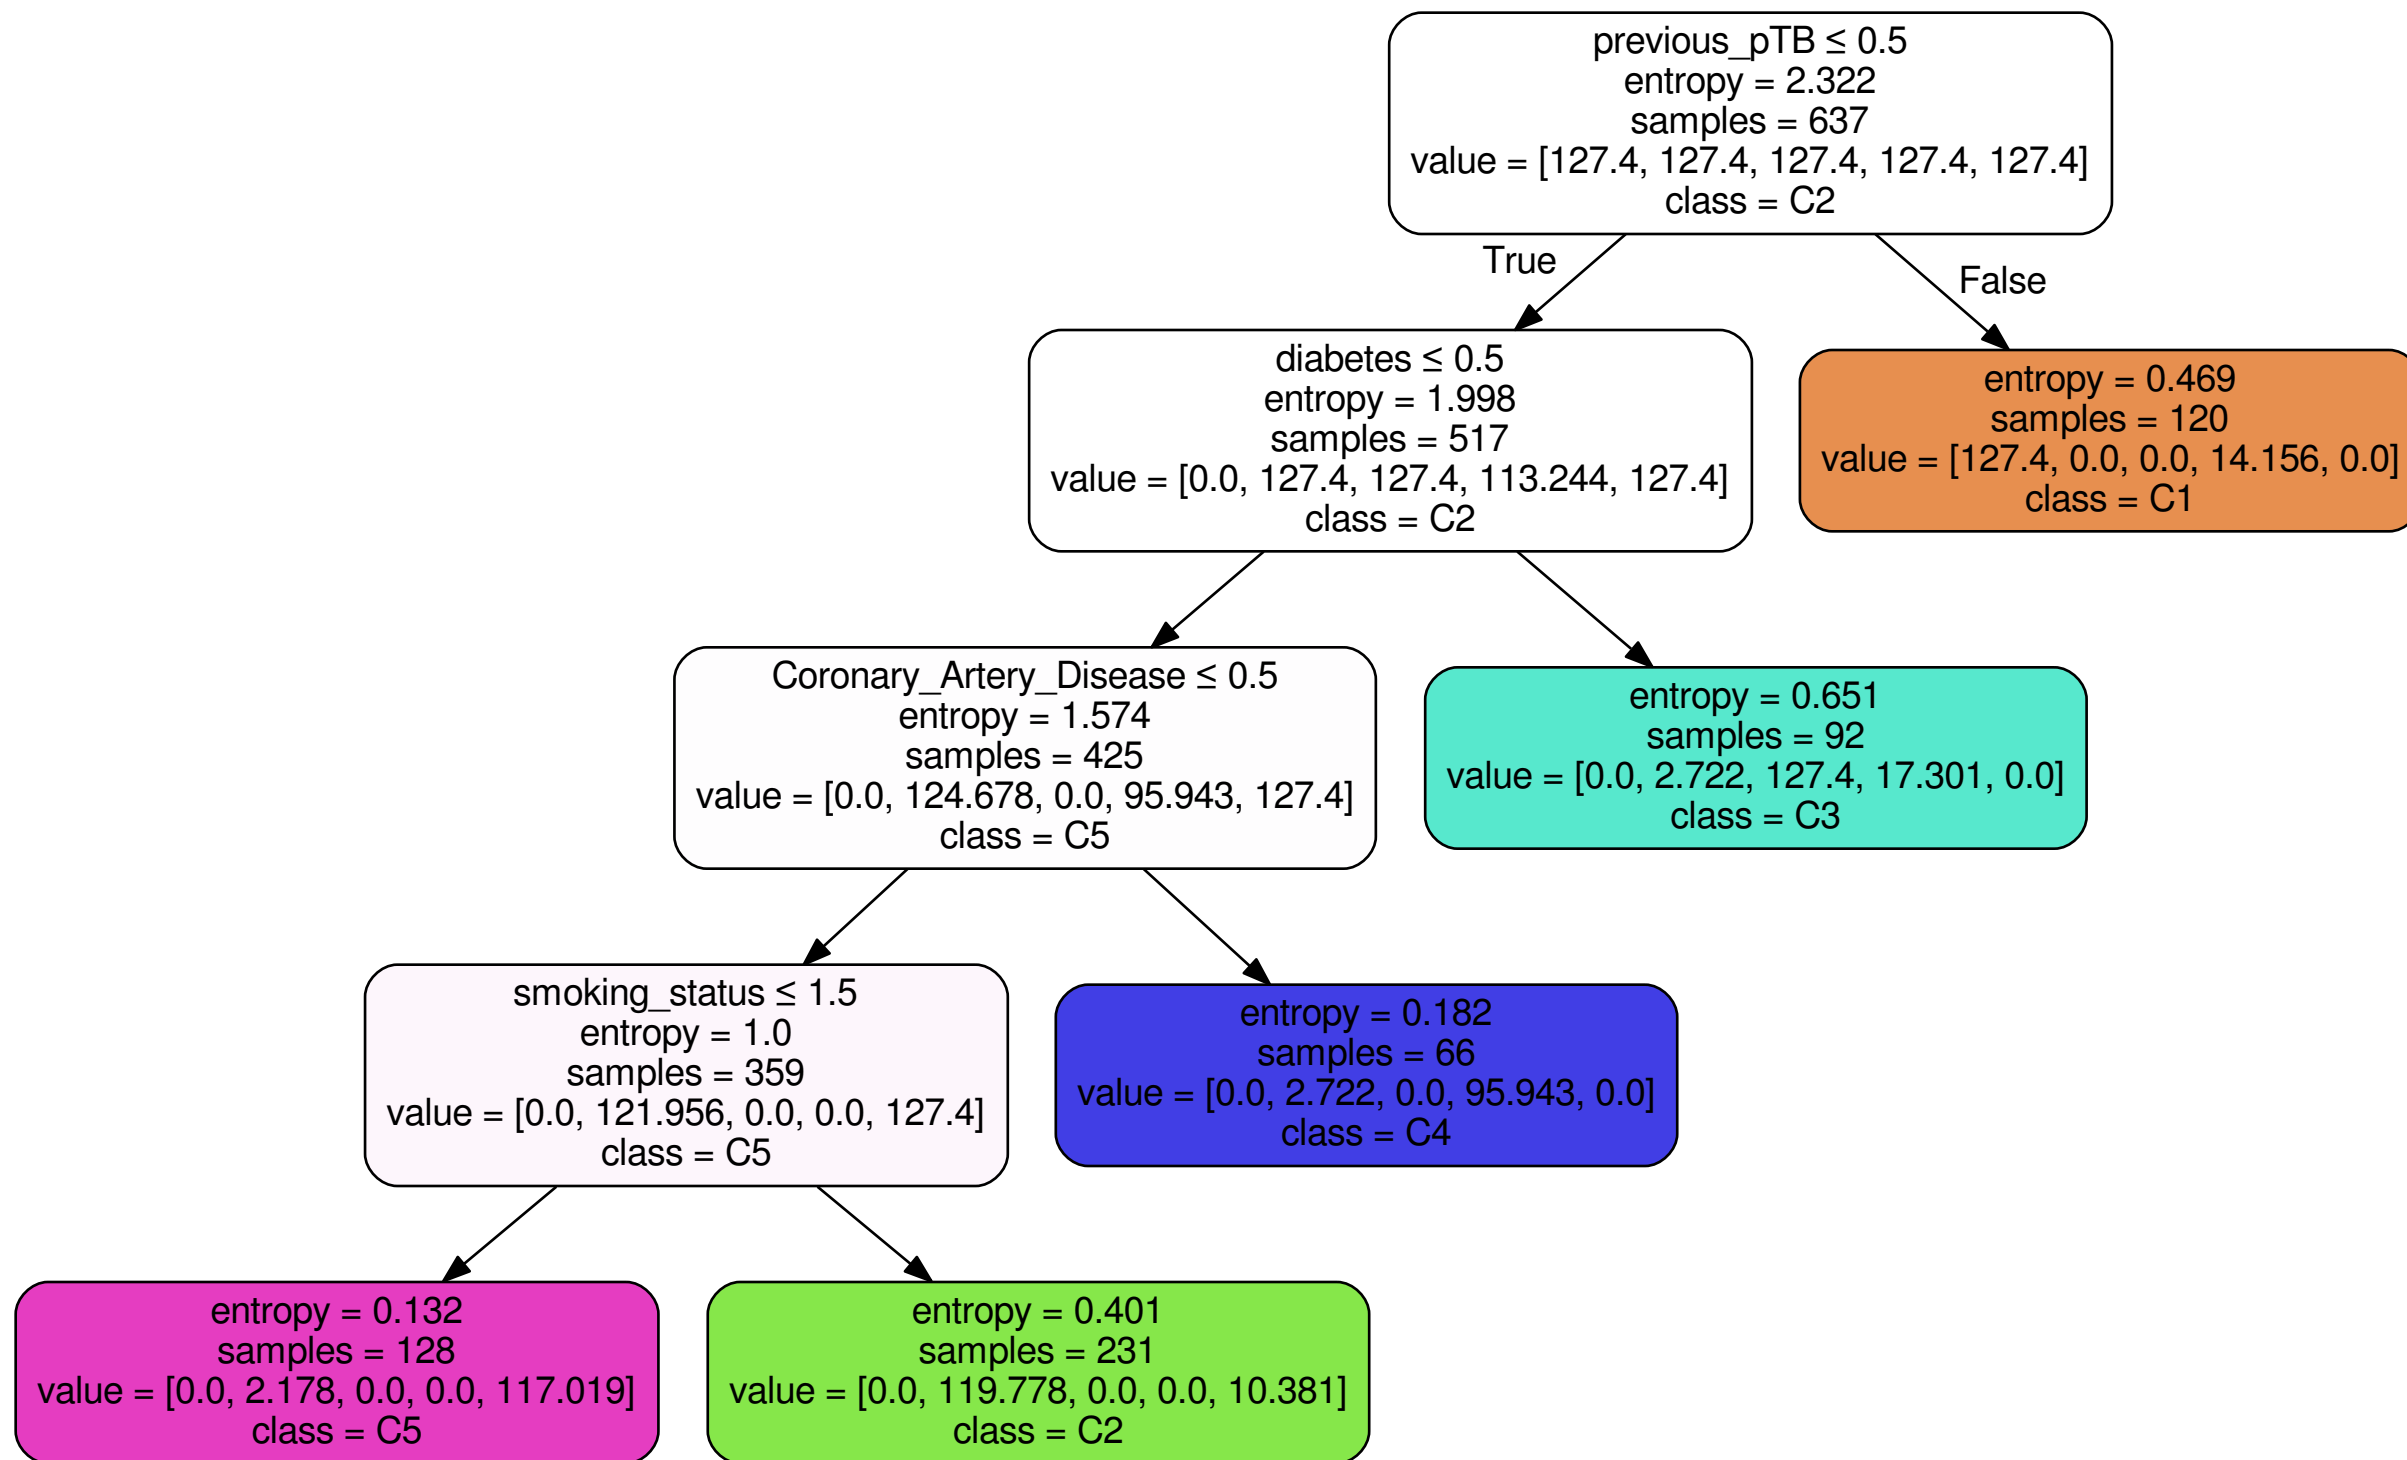 previous_pTB ≤ 0.5
entropy = 2.322
samples = 637
value = [127.4, 127.4, 127.4, 127.4, 127.4]
class = C2
True
False
diabetes ≤ 0.5
entropy = 1.998
samples = 517
value = [0.0, 127.4, 127.4, 113.244, 127.4]
class = C2
entropy = 0.469
samples = 120
value = [127.4, 0.0, 0.0, 14.156, 0.0]
class = C1
Coronary_Artery_Disease ≤ 0.5
entropy = 1.574
samples = 425
value = [0.0, 124.678, 0.0, 95.943, 127.4]
class = C5
entropy = 0.651
samples = 92
value = [0.0, 2.722, 127.4, 17.301, 0.0]
class = C3
smoking_status ≤ 1.5
entropy = 1.0
samples = 359
value = [0.0, 121.956, 0.0, 0.0, 127.4]
class = C5
entropy = 0.182
samples = 66
value = [0.0, 2.722, 0.0, 95.943, 0.0]
class = C4
entropy = 0.132
samples = 128
value = [0.0, 2.178, 0.0, 0.0, 117.019]
class = C5
entropy = 0.401
samples = 231
value = [0.0, 119.778, 0.0, 0.0, 10.381]
class = C2